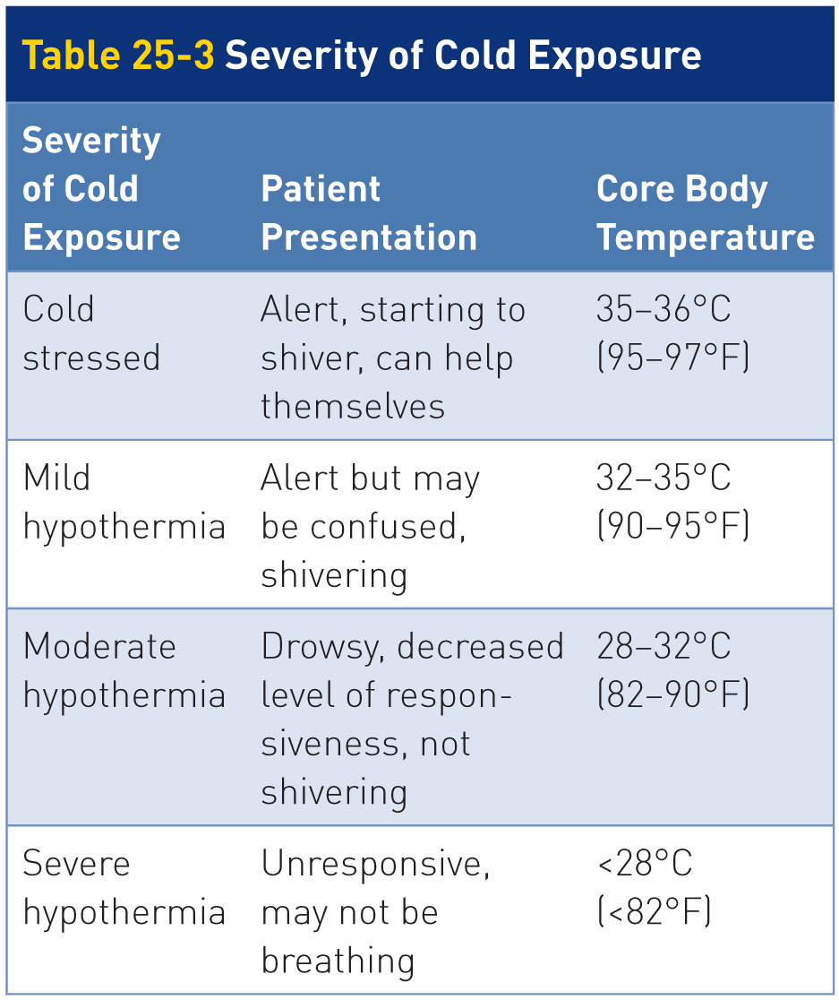 Table 25-3 Severity of Cold Exposure
Severity
of Cold
Exposure
Patient
Presentation
Core Body
Temperature
Cold
stressed
Alert, starting to
shiver, can help
themselves
35–36°C
(95–97°F)
Mild
hypothermia
Alert but may
be confused,
shivering
32–35°C
(90–95°F)
Moderate
hypothermia
Drowsy, decreased
level of respon-
siveness, not
shivering
28–32°C
(82–90°F)
Severe
hypothermia
Unresponsive,
may not be
breathing
<28°C
(<82°F)